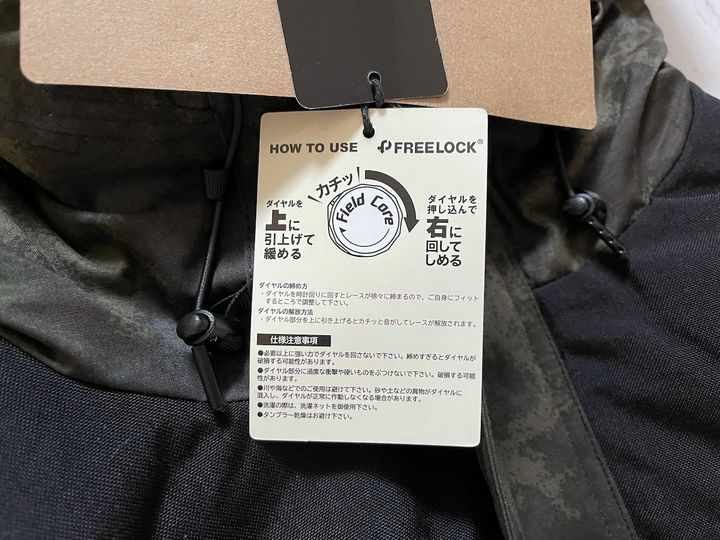 HOW TO USE
FREELOCK®
\カチッ/
Field Core
ダイヤルを
上に
引上げて
緩める
ダイヤルを
押し込んで
右に
回して
しめる
ダイヤルの締め方
・ダイヤルを時計回りに回すとレースが徐々に締まるので、ご自身にフィット
するところで調整して下さい。
ダイヤルの解放方法
・ダイヤル部分を上に引き上げるとカチッと音がしてレースが解放されます。
仕様注意事項
●必要以上に強い力でダイヤルを回さないで下さい。締めすぎるとダイヤルが
破損する可能性があります。
●ダイヤル部分に過度な衝撃や硬いものをぶつけないで下さい。破損する可能
性があります。
●川や海などでのご使用は避けて下さい。砂や土などの異物がダイヤルに
混入し、ダイヤルが正常に作動しなくなる場合があります。
●洗濯の際は、洗濯ネットを御使用下さい。
●タンブラー乾燥はお避け下さい。